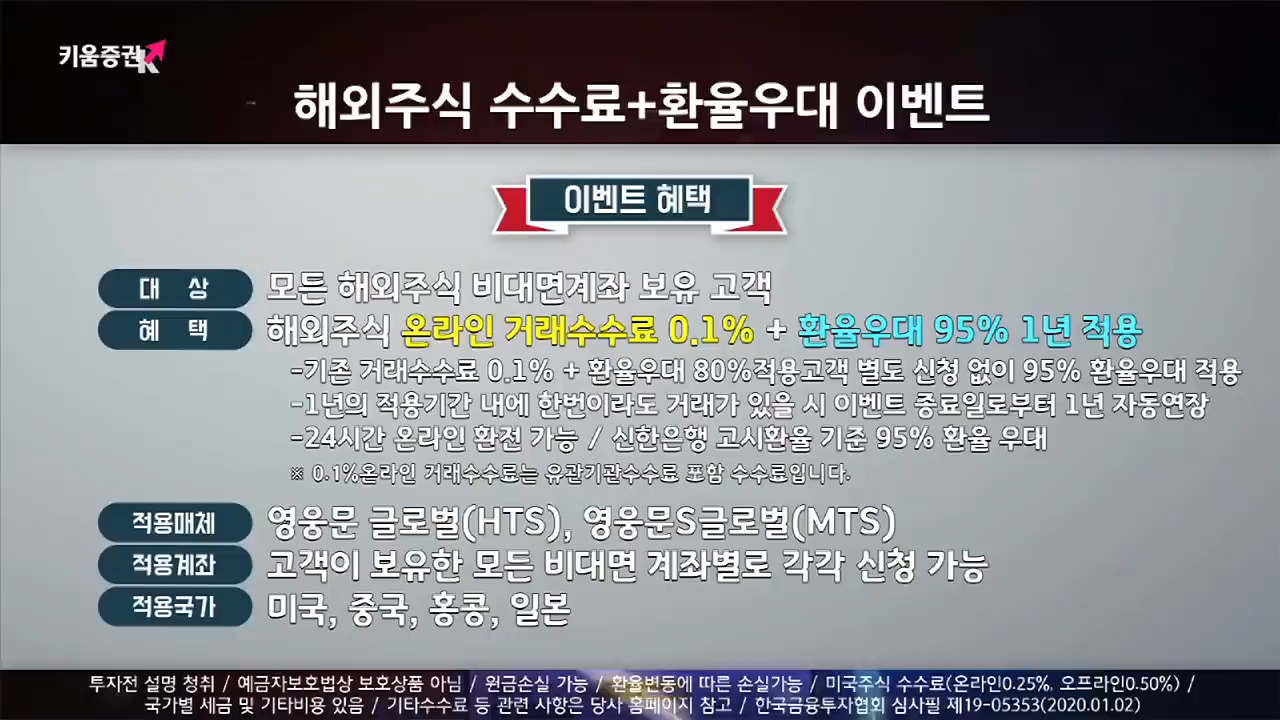 키움증권
해외주식 수수료+환율우대 이벤트
이벤트 혜택
대 상 모든 해외주식 비대면계좌 보유 고객
혜 택 해외주식 온라인 거래수수료 0.1% + 환율우대 95% 1년 적용
-기존 거래수수료 0.1% + 환율우대 80%적용고객 별도 신청 없이 95% 환율우대 적용
-1년의 적용기간 내에 한번이라도 거래가 있을 시 이벤트 종료일로부터 1년 자동연장
-24시간 온라인 환전 가능 / 신한은행 고시환율 기준 95% 환율 우대
※ 0.1%온라인 거래수수료는 유관기관수수료 포함 수수료입니다.
적용매체 영웅문 글로벌(HTS), 영웅문S글로벌(MTS)
적용계좌 고객이 보유한 모든 비대면 계좌별로 각각 신청 가능
적용국가 미국, 중국, 홍콩, 일본
투자전 설명 청취 / 예금자보호법상 보호상품 아님 / 원금손실 가능 / 환율변동에 따른 손실가능 / 미국주식 수수료(온라인0.25%, 오프라인0.50%) /
국가별 세금 및 기타비용 있음 / 기타수수료 등 관련 사항은 당사 홈페이지 참고 / 한국금융투자협회 심사필 제19-05353(2020.01.02)